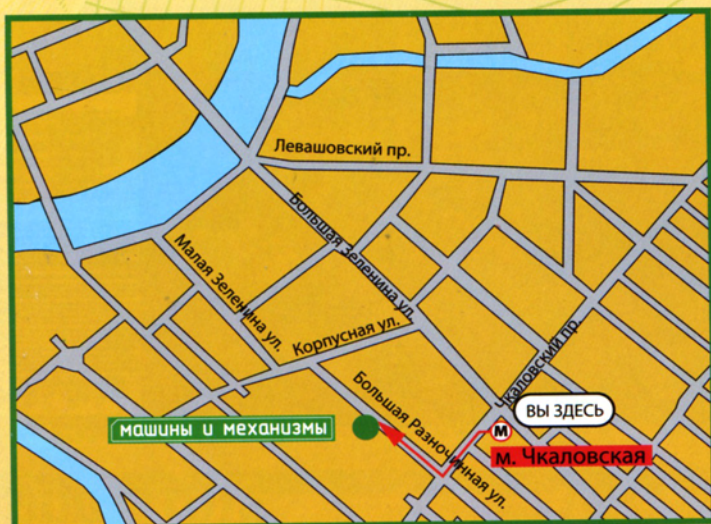 Левашовский пр.
Большая Зеленина ул.
Малая Зеленина ул.
Корпусная ул.
Чкаловский пр.
Большая Разночинная ул.
ВЫ ЗДЕСЬ
машины и механизмы
М
м. Чкаловская